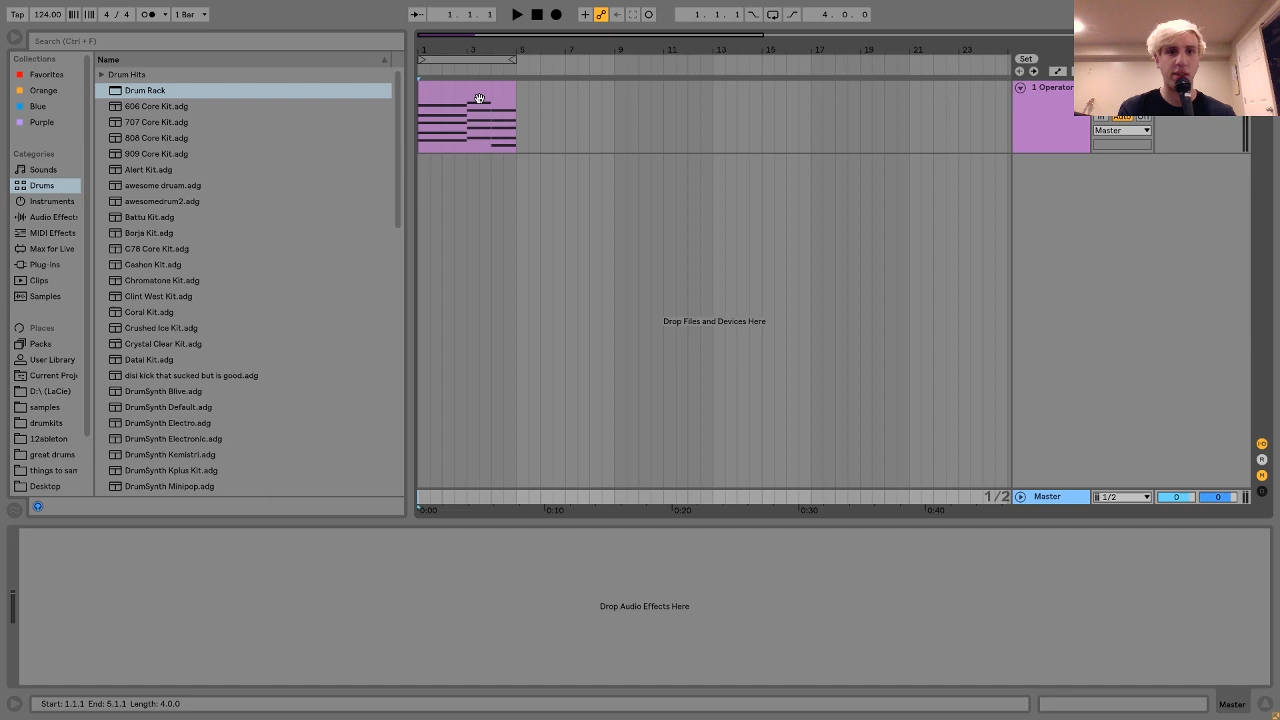 Tap 124.00 4 / 4 1 Bar 1. 1. 1 1. 1. 1 4. 0. 0
Search (Ctrl + F)
Collections
Favorites
Orange
Blue
Purple
Categories
Sounds
Drums
Instruments
Audio Effects
MIDI Effects
Max for Live
Plug-ins
Clips
Samples
Places
Packs
User Library
Current Proj
D:\ (LaCie)
samples
drumkits
12ableton
great drums
things to sam
Desktop
Name
Drum Hits
Drum Rack
606 Core Kit.adg
707 Core Kit.adg
808 Core Kit.adg
909 Core Kit.adg
Alert Kit.adg
awesome druam.adg
awesomedrum2.adg
Battu Kit.adg
Borja Kit.adg
C78 Core Kit.adg
Cashon Kit.adg
Chromatone Kit.adg
Clint West Kit.adg
Coral Kit.adg
Crushed Ice Kit.adg
Crystal Clear Kit.adg
Datai Kit.adg
disi kick that sucked but is good.adg
DrumSynth Blive.adg
DrumSynth Default.adg
DrumSynth Electro.adg
DrumSynth Electronic.adg
DrumSynth Kemistri.adg
DrumSynth Kplus Kit.adg
DrumSynth Minipop.adg
1 3 5 7 9 11 13 15 17 19 21 23
Set
1 Operator
Master
Drop Files and Devices Here
1/2 Master 1/2 0 0
0:00 0:10 0:20 0:30 0:40
Drop Audio Effects Here
Start: 1.1.1 End: 5.1.1 Length: 4.0.0
Master